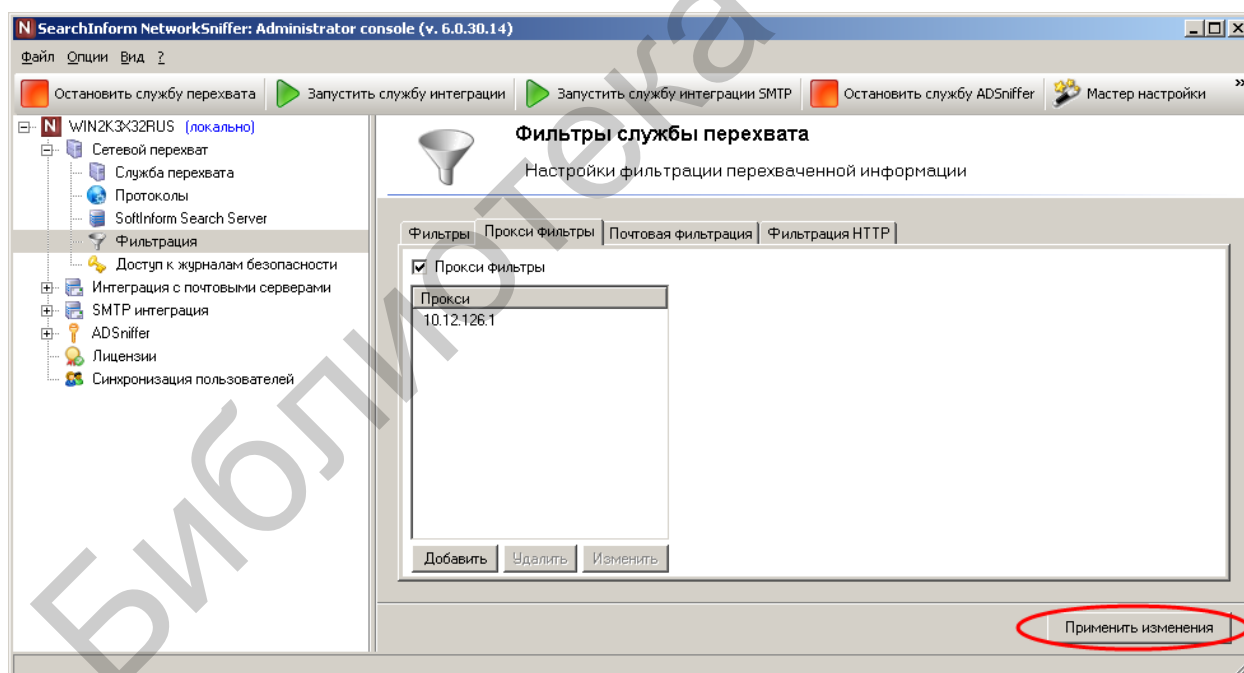 SearchInform NetworkSniffer: Administrator console (v. 6.0.30.14)
Файл Опции Вид ?
Остановить службу перехвата Запустить службу интеграции Запустить службу интеграции SMTP Остановить службу ADSniffer Мастер настройки »
WIN2K3X32RUS (локально)
Сетевой перехват
Служба перехвата
Протоколы
SoftInform Search Server
Фильтрация
Доступ к журналам безопасности
Интеграция с почтовыми серверами
SMTP интеграция
ADSniffer
Лицензии
Синхронизация пользователей
Фильтры службы перехвата
Настройки фильтрации перехваченной информации
Фильтры Прокси фильтры Почтовая фильтрация Фильтрация HTTP
Прокси фильтры
Прокси
10.12.126.1
Добавить Удалить Изменить
Применить изменения
Библиотека